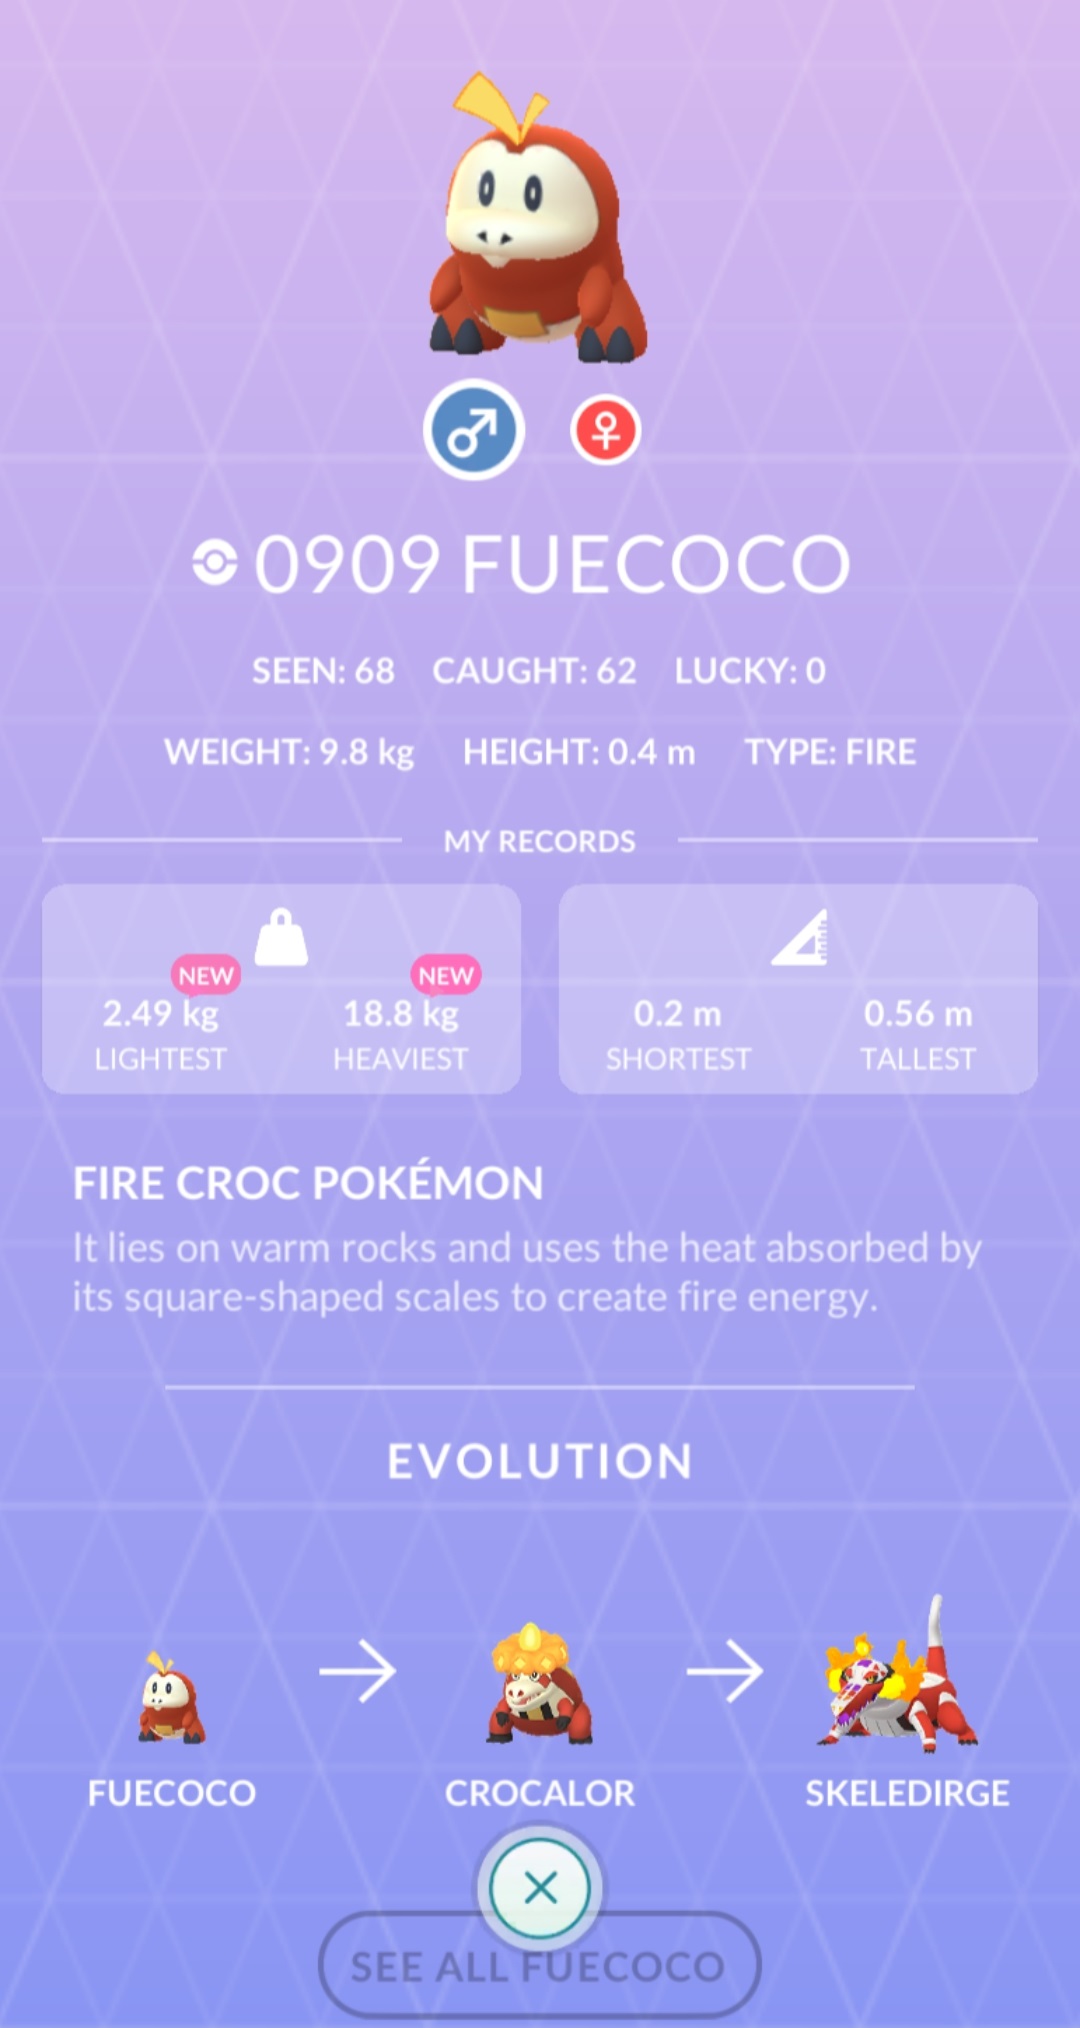 0909 FUECOCO
SEEN: 68 CAUGHT: 62 LUCKY: 0
WEIGHT: 9.8 kg HEIGHT: 0.4 m TYPE: FIRE
MY RECORDS
NEW NEW
2.49 kg 18.8 kg 0.2 m 0.56 m
LIGHTEST HEAVIEST SHORTEST TALLEST
FIRE CROC POKÉMON
It lies on warm rocks and uses the heat absorbed by
its square-shaped scales to create fire energy.
EVOLUTION
FUECOCO CROCALOR SKELEDIRGE
SEE ALL FUECOCO